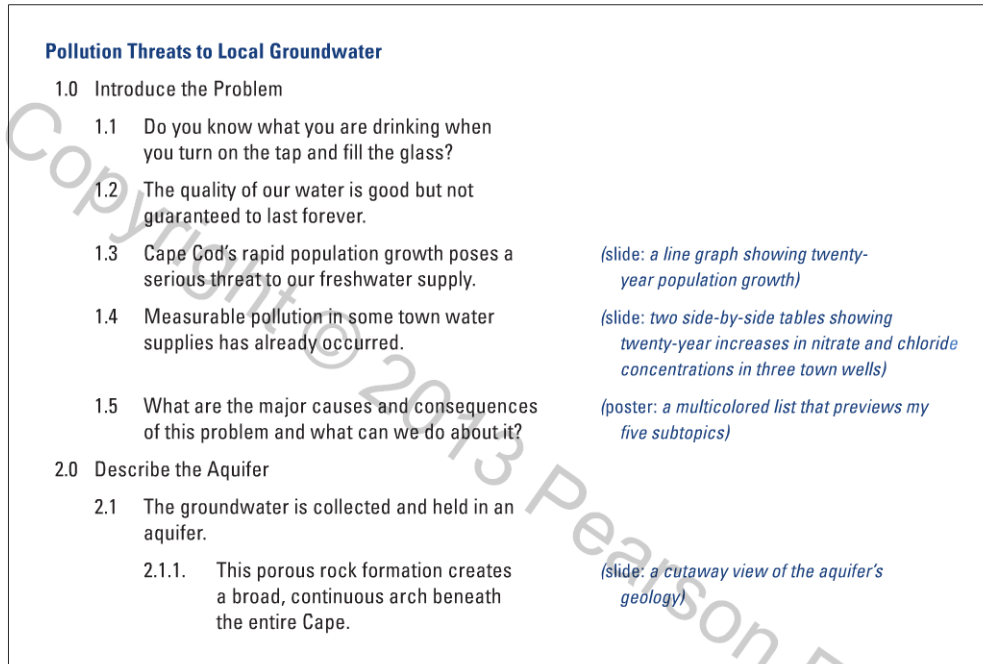 Pollution Threats to Local Groundwater
1.0 Introduce the Problem
1.1 Do you know what you are drinking when
you turn on the tap and fill the glass?
1.2 The quality of our water is good but not
guaranteed to last forever.
1.3 Cape Cod's rapid population growth poses a
serious threat to our freshwater supply.
(slide: a line graph showing twenty-
year population growth)
1.4 Measurable pollution in some town water
supplies has already occurred.
(slide: two side-by-side tables showing
twenty-year increases in nitrate and chloride
concentrations in three town wells)
1.5 What are the major causes and consequences
of this problem and what can we do about it?
(poster: a multicolored list that previews my
five subtopics)
2.0 Describe the Aquifer
2.1 The groundwater is collected and held in an
aquifer.
2.1.1. This porous rock formation creates
a broad, continuous arch beneath
the entire Cape.
(slide: a cutaway view of the aquifer's
geology)
Copyright © 2013 Pearson